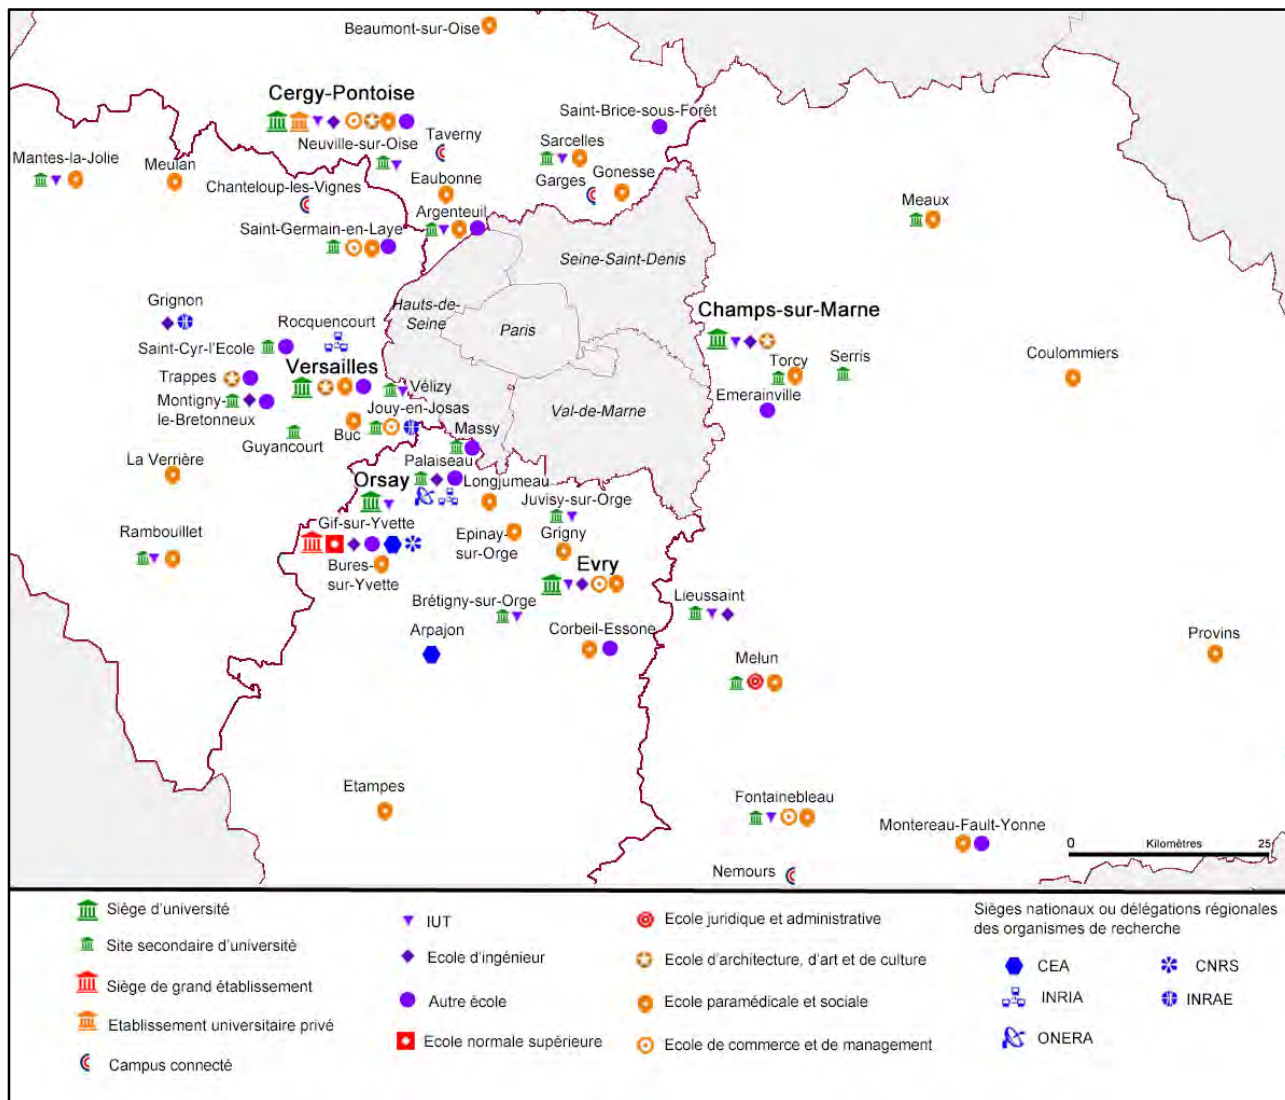 Beaumont-sur-Oise
Cergy-Pontoise
Saint-Brice-sous-Forêt
Neuville-sur-Oise
Taverny
Sarcelles
Mantes-la-Jolie
Meulan
Chanteloup-les-Vignes
Eaubonne
Garges
Gonesse
Meaux
Saint-Germain-en-Laye
Argenteuil
Seine-Saint-Denis
Grignon
Hauts-de-
Seine
Paris
Champs-sur-Marne
Rocquencourt
Saint-Cyr-l'Ecole
Versailles
Torcy
Serris
Coulommiers
Trappes
Vélizy
Emerainville
Montigny-
le-Bretonneux
Jouy-en-Josas
Val-de-Marne
Guyancourt
Buc
Massy
La Verrière
Palaiseau
Orsay
Longjumeau
Juvisy-sur-Orge
Rambouillet
Gif-sur-Yvette
Epinay-
sur-Orge
Grigny
Bures-
sur-Yvette
Evry
Brétigny-sur-Orge
Lieussaint
Arpajon
Corbeil-Essone
Provins
Melun
Etampes
Fontainebleau
Montereau-Fault-Yonne
0 Kilomètres 25
Nemours
Siège d'université
Site secondaire d'université
Siège de grand établissement
Etablissement universitaire privé
Campus connecté
IUT
Ecole d'ingénieur
Autre école
Ecole normale supérieure
Ecole juridique et administrative
Ecole d'architecture, d'art et de culture
Ecole paramédicale et sociale
Ecole de commerce et de management
Sièges nationaux ou délégations régionales
des organismes de recherche
CEA
CNRS
INRIA
INRAE
ONERA